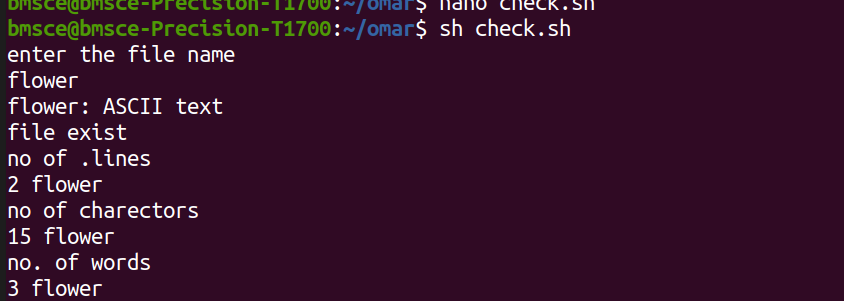 bmsce@bmsce-Precision-T1700:~/omar$ nano check.sh
bmsce@bmsce-Precision-T1700:~/omar$ sh check.sh
enter the file name
flower
flower: ASCII text
file exist
no of .lines
2 flower
no of charectors
15 flower
no. of words
3 flower